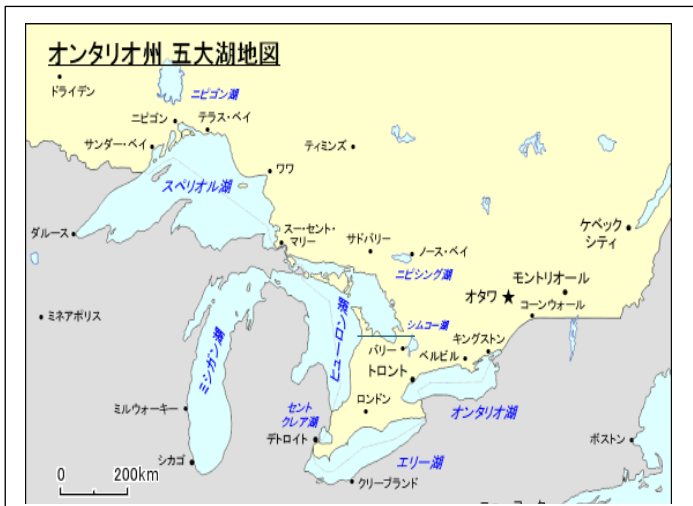 オンタリオ州 五大湖地図
ドライデン
ニピゴン湖
ニピゴン
テラス・ベイ
サンダー・ベイ
ティミンズ
ワワ
スペリオル湖
ダルース
スー・セント・
マリー
サドバリー
ノース・ベイ
ニピシング湖
ケベック
シティ
モントリオール
オタワ
コーンウォール
ミネアポリス
ミシガン湖
ヒューロン湖
シムコー湖
バリー
キングストン
ベルビル
トロント
オンタリオ湖
ミルウォーキー
セント
クレア湖
ロンドン
デトロイト
エリー湖
ボストン
シカゴ
クリーブランド
0 200km